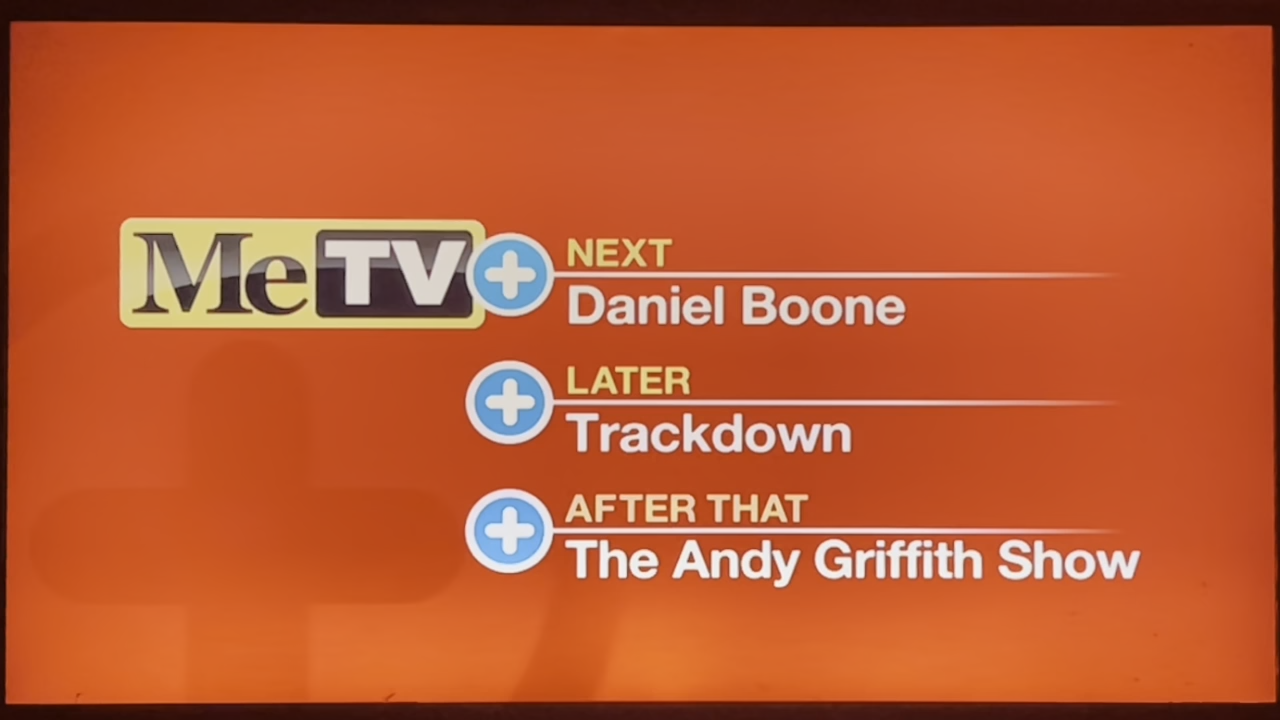 MeTV+
NEXT
Daniel Boone
LATER
Trackdown
AFTER THAT
The Andy Griffith Show